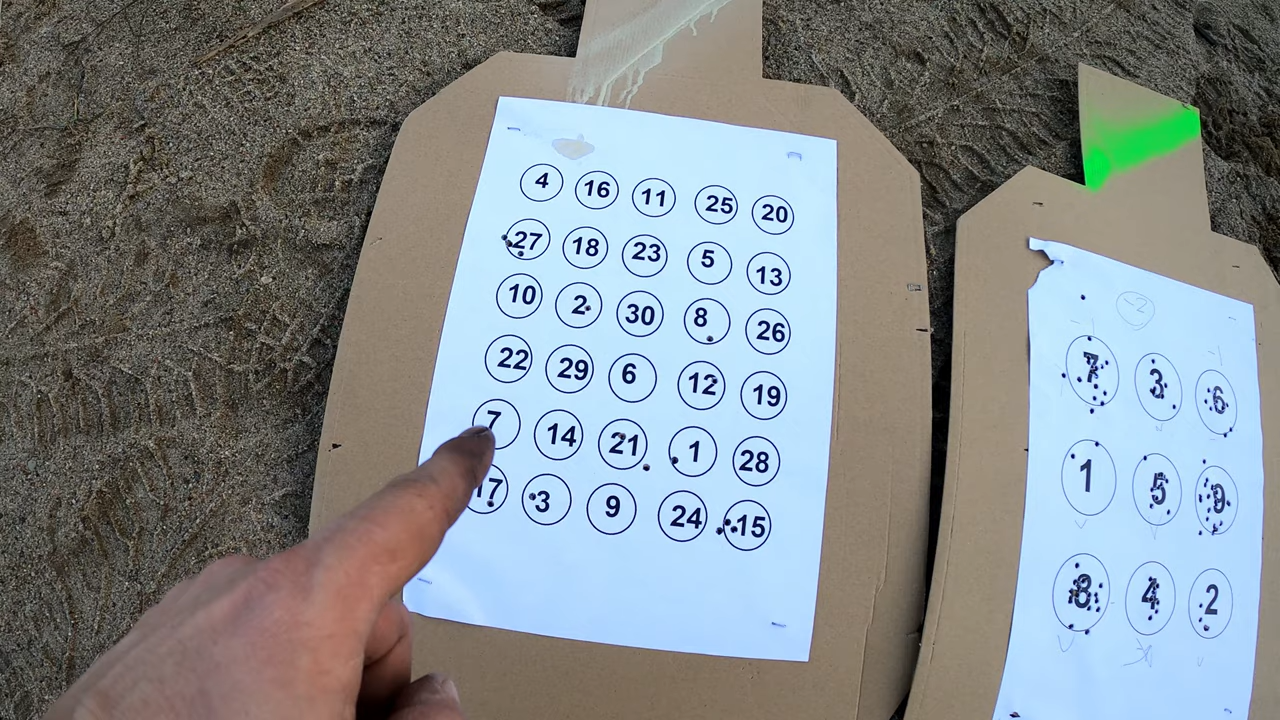 4 16 11 25 20
27 18 23 5 13
10 2 30 8 26
22 29 6 12 19
7 14 21 1 28
17 3 9 24 15
-2
7 3 6
1 5 9
8 4 2